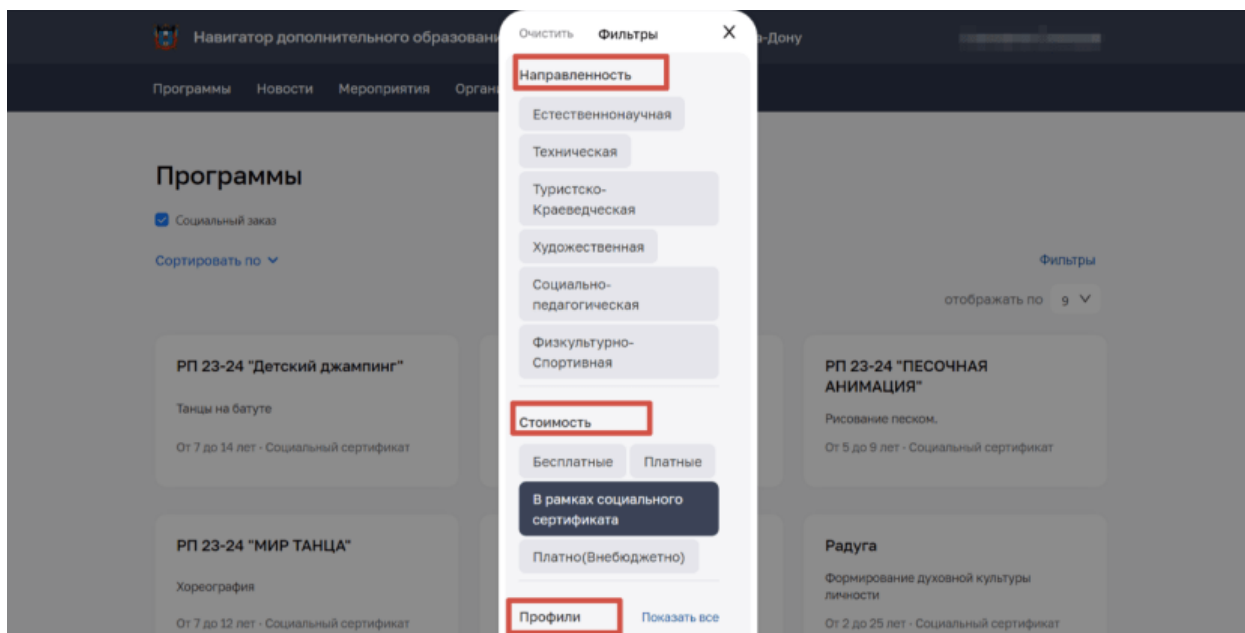 Навигатор дополнительного образован
а-Дону
Программы Новости Мероприятия Органи
Очистить Фильтры X
Направленность
Естественнонаучная
Техническая
Туристско-
Краеведческая
Художественная
Социально-
педагогическая
Физкультурно-
Спортивная
Стоимость
Бесплатные Платные
В рамках социального
сертификата
Платно(Внебюджетно)
Профили Показать все
Программы
Социальный заказ
Сортировать по
Фильтры
отображать по 9
РП 23-24 "Детский джампинг"
Танцы на батуте
От 7 до 14 лет · Социальный сертификат
РП 23-24 "ПЕСОЧНАЯ
АНИМАЦИЯ"
Рисование песком.
От 5 до 9 лет · Социальный сертификат
РП 23-24 "МИР ТАНЦА"
Хореография
От 7 до 12 лет · Социальный сертификат
Радуга
Формирование духовной культуры
личности
От 2 до 25 лет · Социальный сертификат